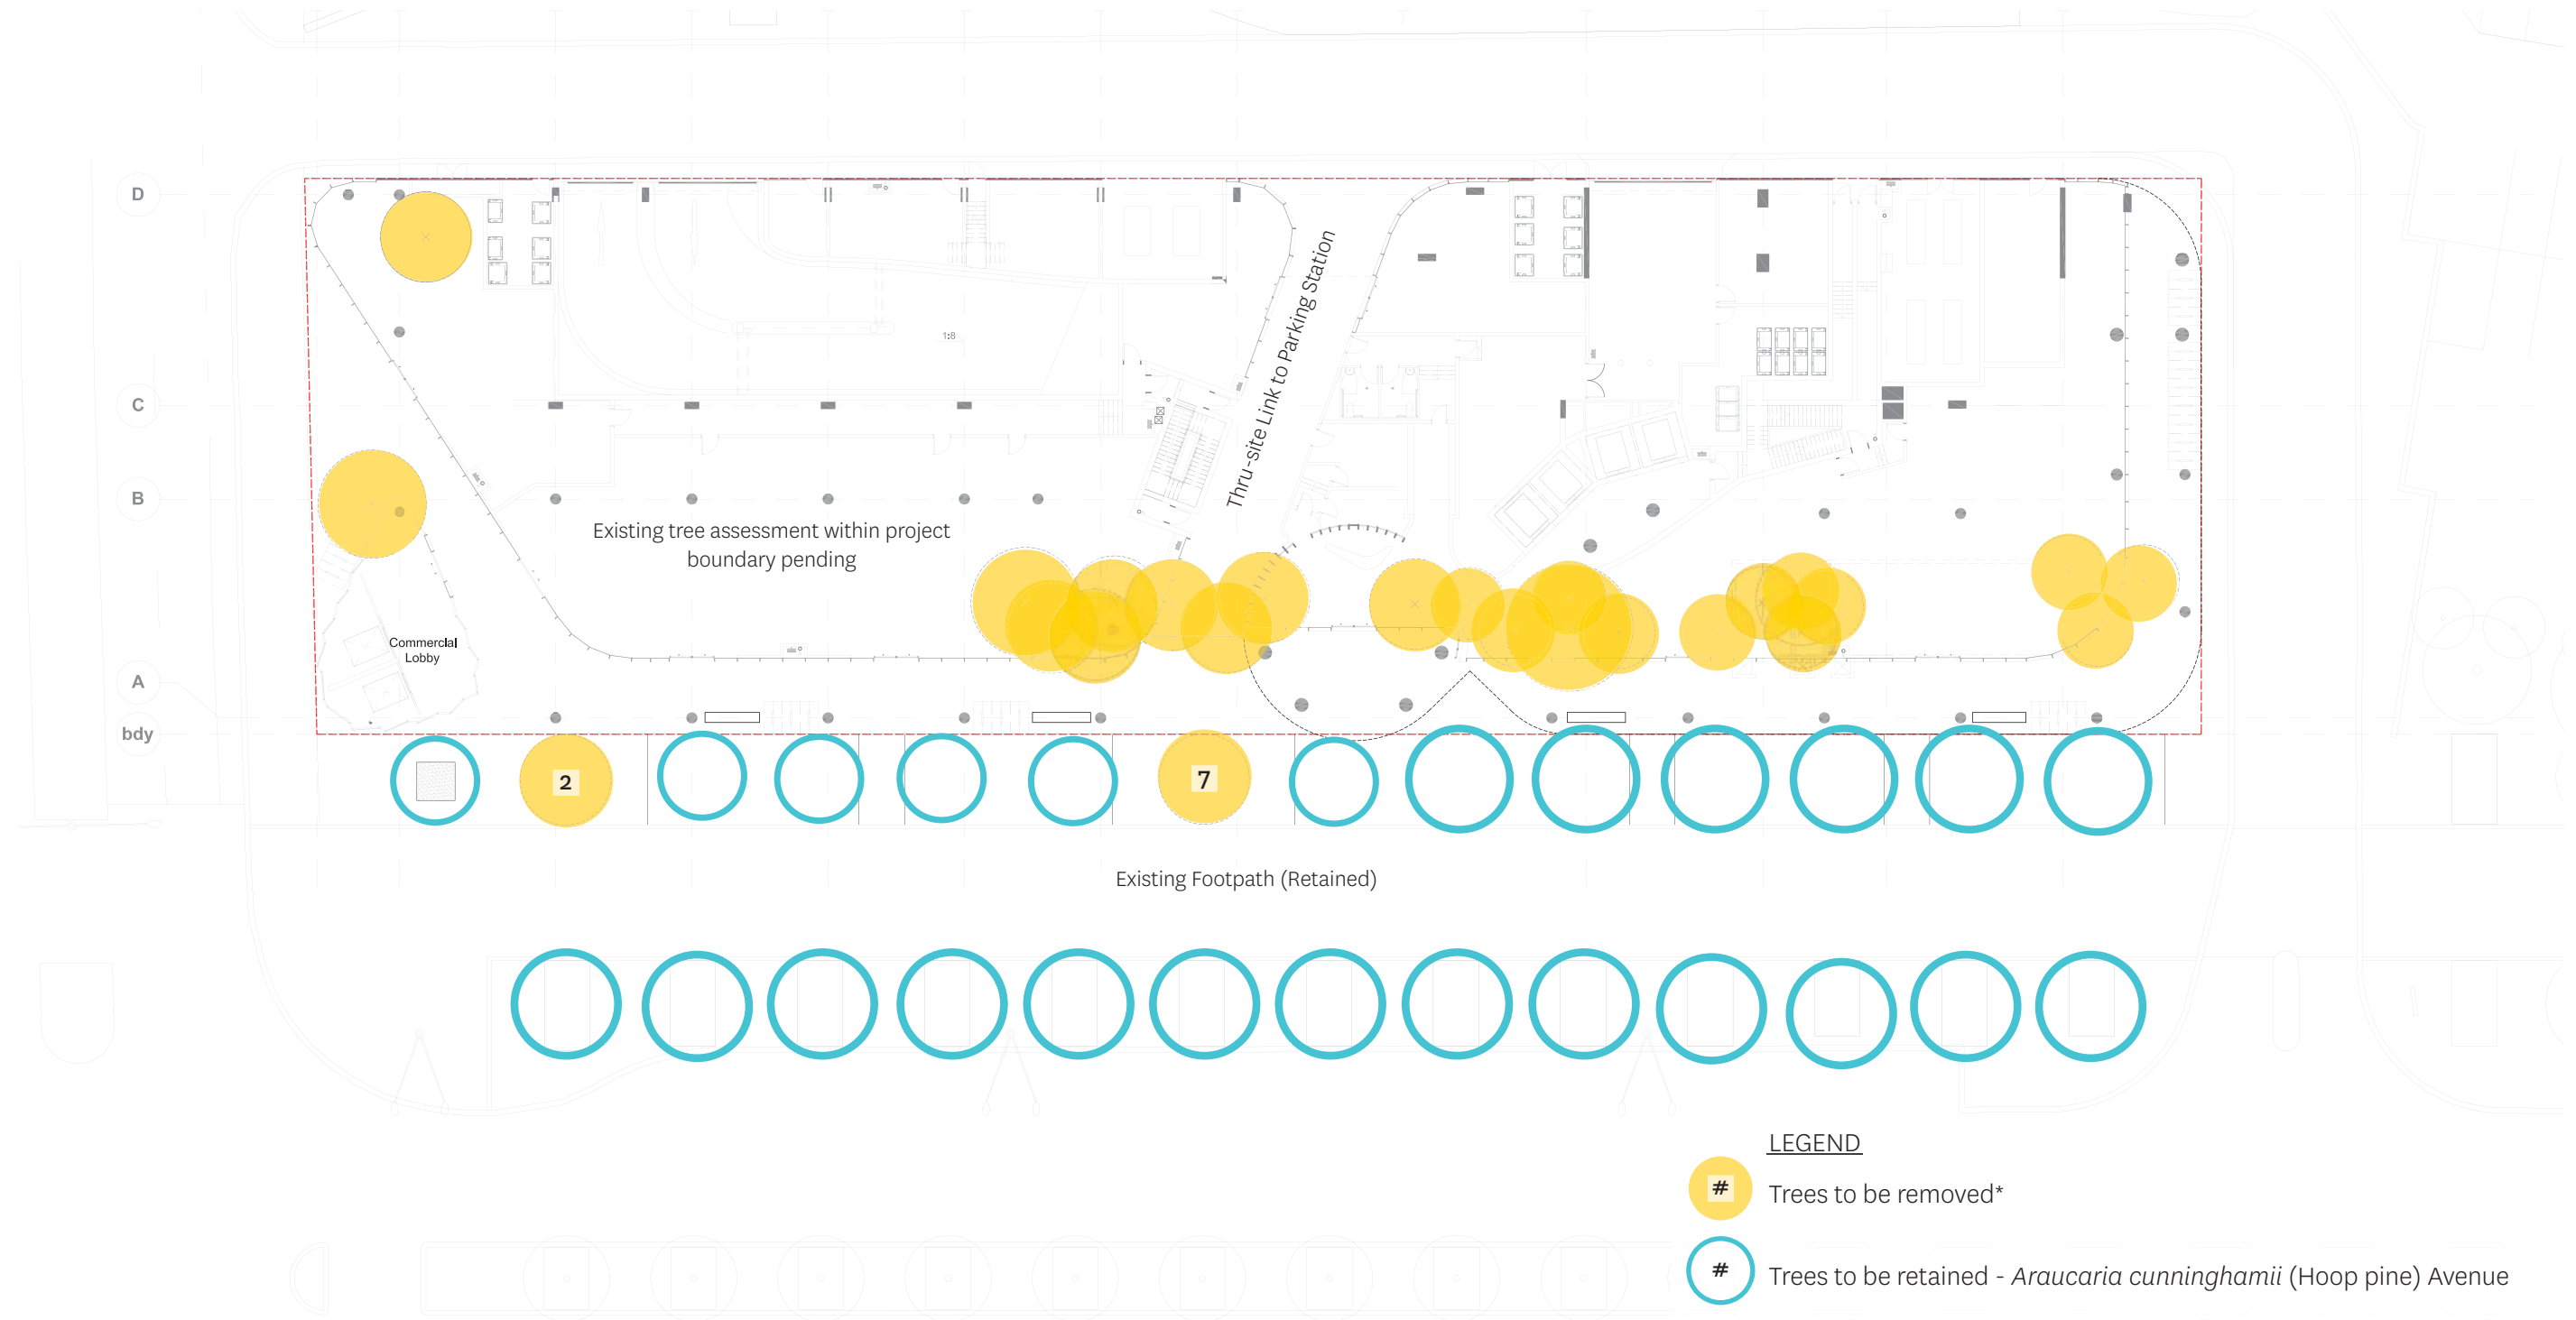 D
1:8
Thru-site Link to Parking Station
C
B
Existing tree assessment within project
boundary pending
Commercial
Lobby
A
bdy
2
7
Existing Footpath (Retained)
LEGEND
# Trees to be removed*
# Trees to be retained - Araucaria cunninghamii (Hoop pine) Avenue